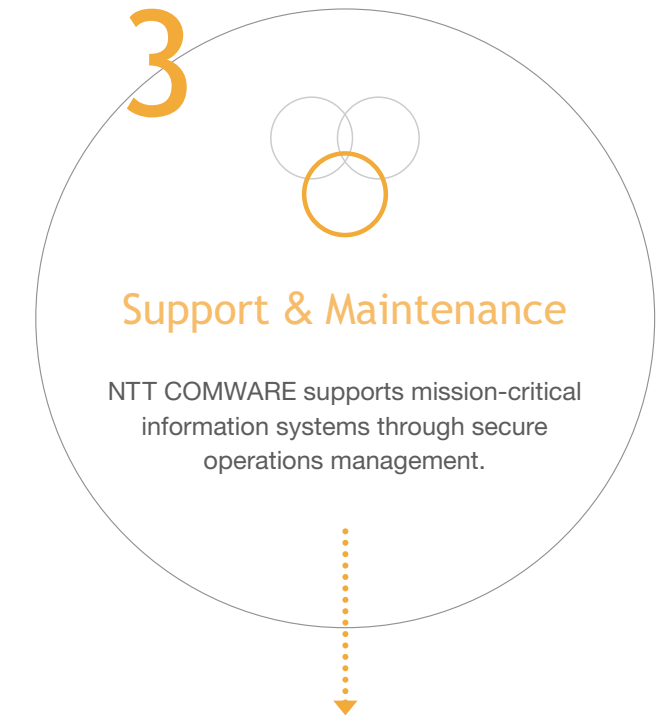 3
Support & Maintenance
NTT COMWARE supports mission-critical
information systems through secure
operations management.